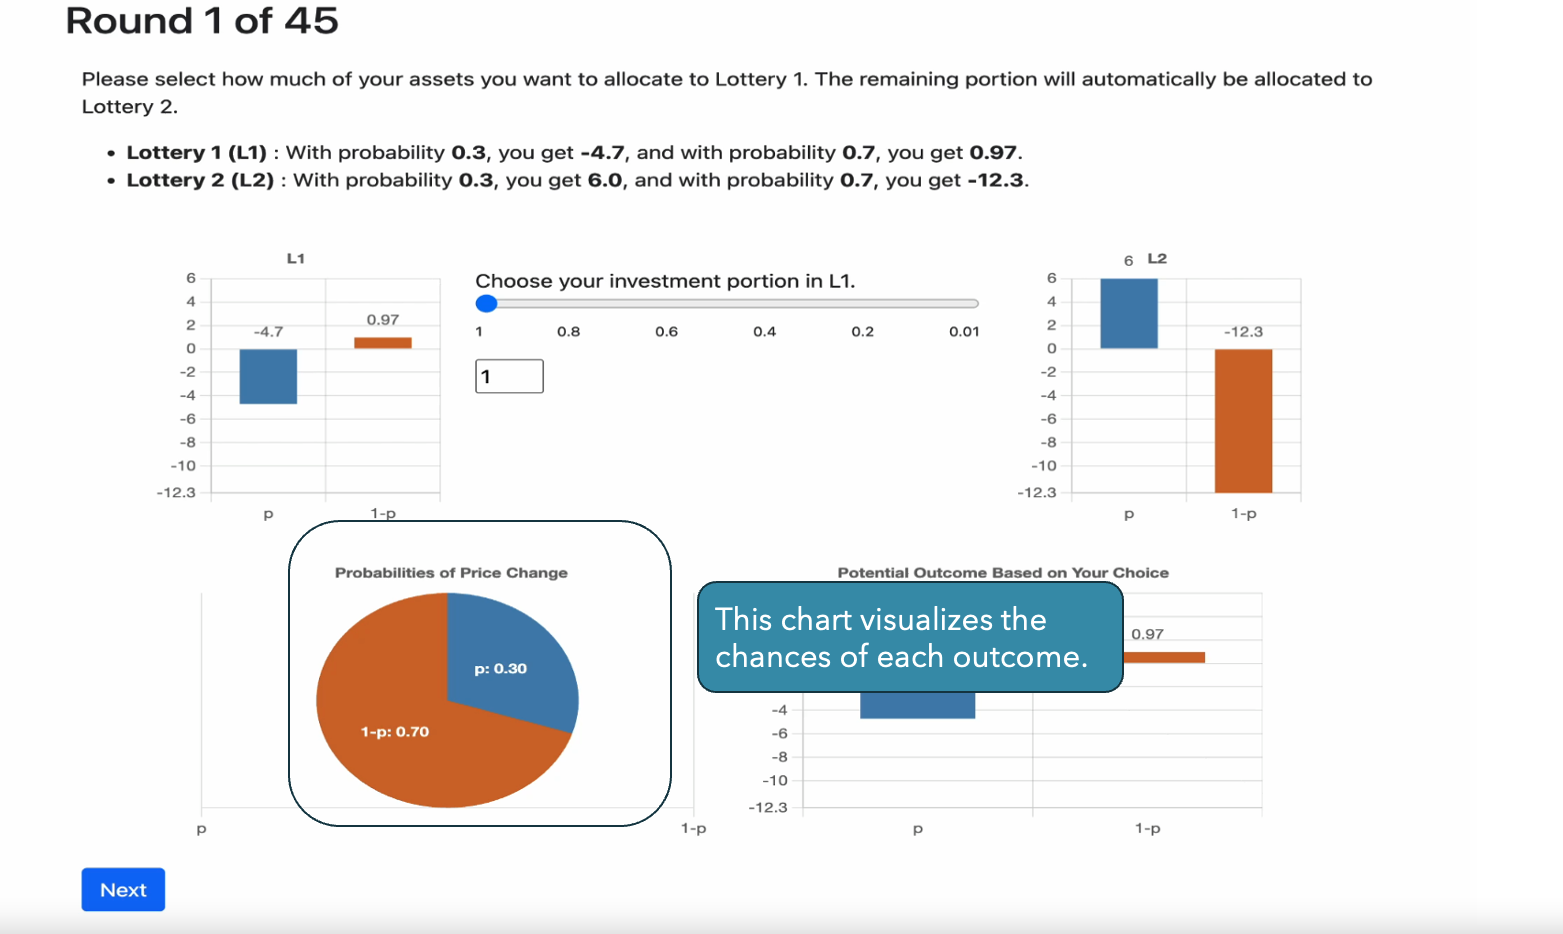 Round 1 of 45
Please select how much of your assets you want to allocate to Lottery 1. The remaining portion will automatically be allocated to
Lottery 2.
• Lottery 1 (L1) : With probability 0.3, you get -4.7, and with probability 0.7, you get 0.97.
• Lottery 2 (L2) : With probability 0.3, you get 6.0, and with probability 0.7, you get -12.3.
L1
6
4
2
0
-2
-4
-6
-8
-10
-12.3
-4.7
0.97
p
1-p
Choose your investment portion in L1.
1 0.8 0.6 0.4 0.2 0.01
1
L2
6
6
4
2
0
-2
-4
-6
-8
-10
-12.3
-12.3
p
1-p
Probabilities of Price Change
p: 0.30
1-p: 0.70
p
1-p
Potential Outcome Based on Your Choice
This chart visualizes the
chances of each outcome.
0.97
-4
-6
-8
-10
-12.3
p
1-p
Next